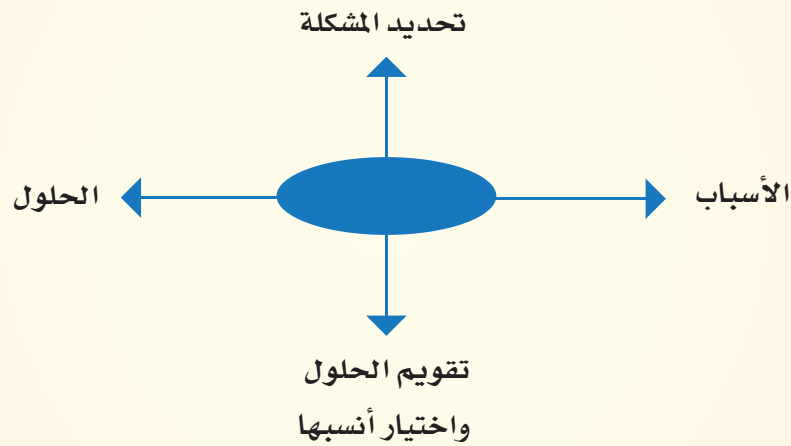 تحديد المشكلة
الأسباب
الحلول
تقويم الحلول
واختيار أنسبها